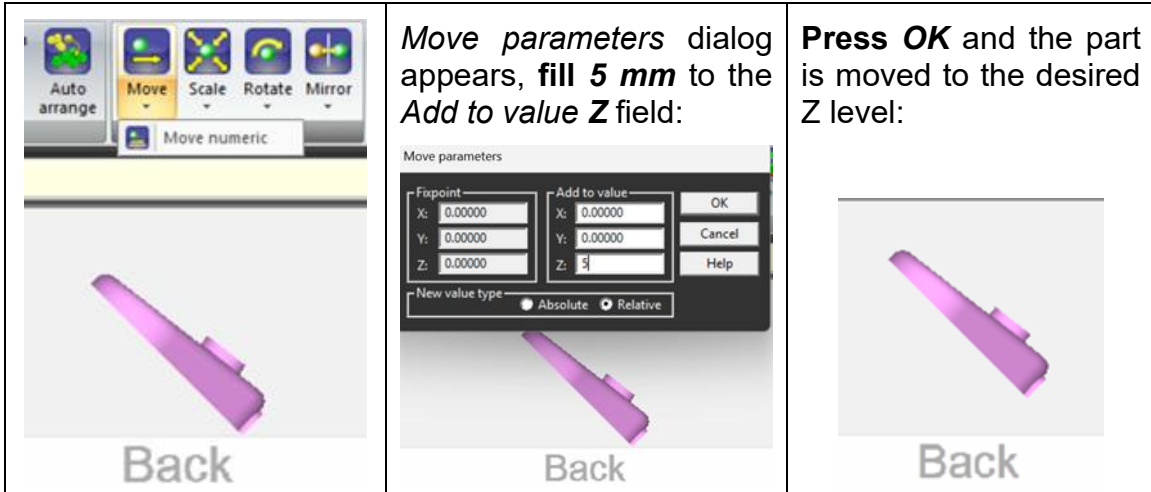 Auto
arrange
Move
Scale
Rotate
Mirror
Move numeric
Back
Move parameters dialog
appears, fill 5 mm to the
Add to value Z field:
Move parameters
Fixpoint
X: 0.00000
Y: 0.00000
Z: 0.00000
Add to value
X: 0.00000
Y: 0.00000
Z: 5
OK
Cancel
Help
New value type
Absolute Relative
Back
Press OK and the part
is moved to the desired
Z level:
Back